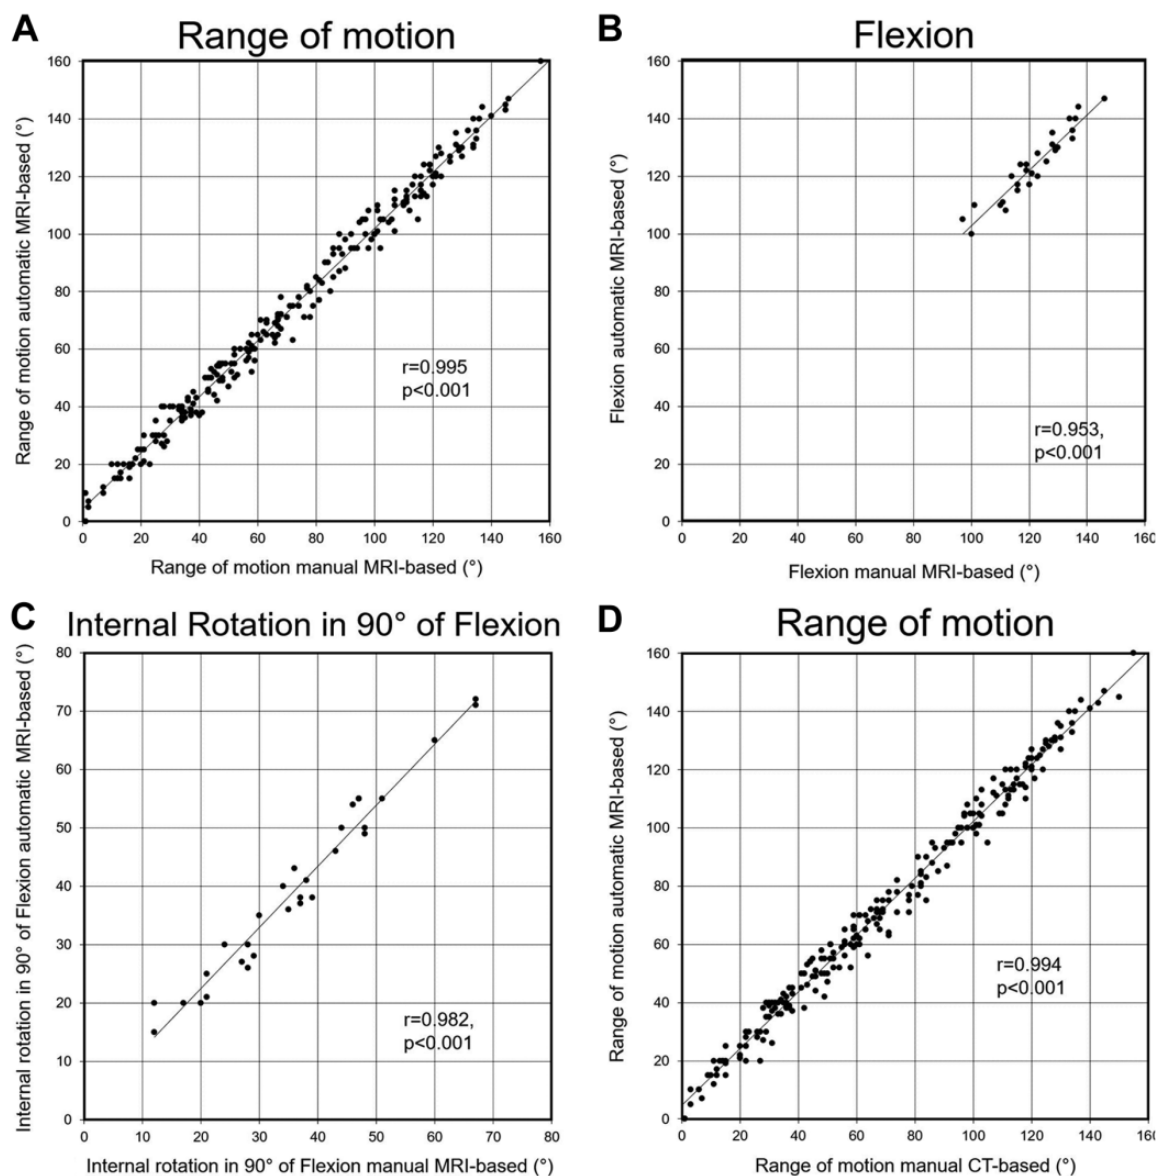 A
Range of motion
Range of motion automatic MRI-based (°)
160
140
120
100
80
60
40
20
0
r=0.995
p<0.001
0 20 40 60 80 100 120 140 160
Range of motion manual MRI-based (°)
B
Flexion
Flexion automatic MRI-based (°)
160
140
120
100
80
60
40
20
0
r=0.953,
p<0.001
0 20 40 60 80 100 120 140 160
Flexion manual MRI-based (°)
C
Internal Rotation in 90° of Flexion
Internal rotation in 90° of Flexion automatic MRI-based (°)
80
70
60
50
40
30
20
10
0
r=0.982,
p<0.001
0 10 20 30 40 50 60 70 80
Internal rotation in 90° of Flexion manual MRI-based (°)
D
Range of motion
Range of motion automatic MRI-based (°)
160
140
120
100
80
60
40
20
0
r=0.994
p<0.001
0 20 40 60 80 100 120 140 160
Range of motion manual CT-based (°)